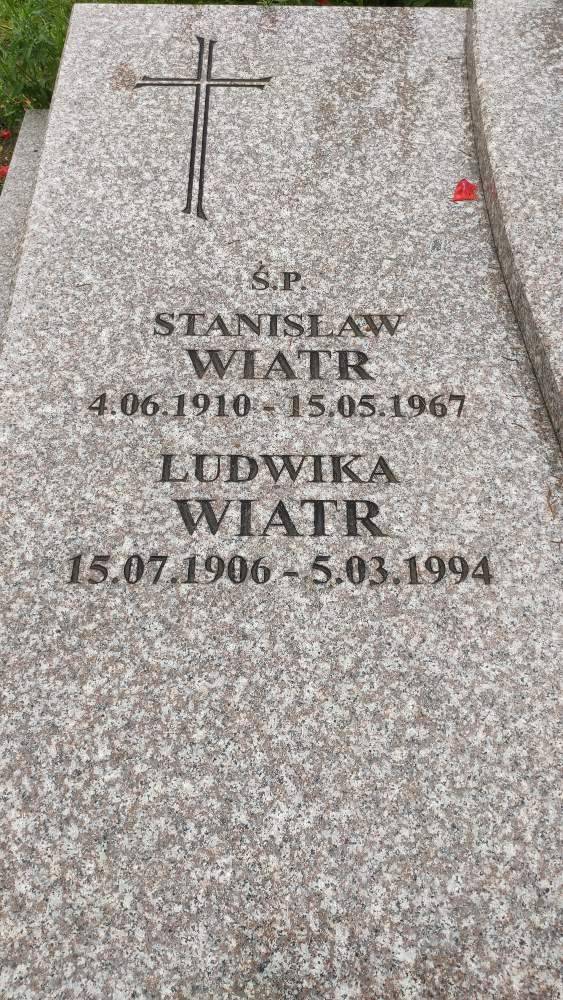 Ś.P.
STANISŁAW
WIATR
4.06.1910 - 15.05.1967
LUDWIKA
WIATR
15.07.1906 - 5.03.1994